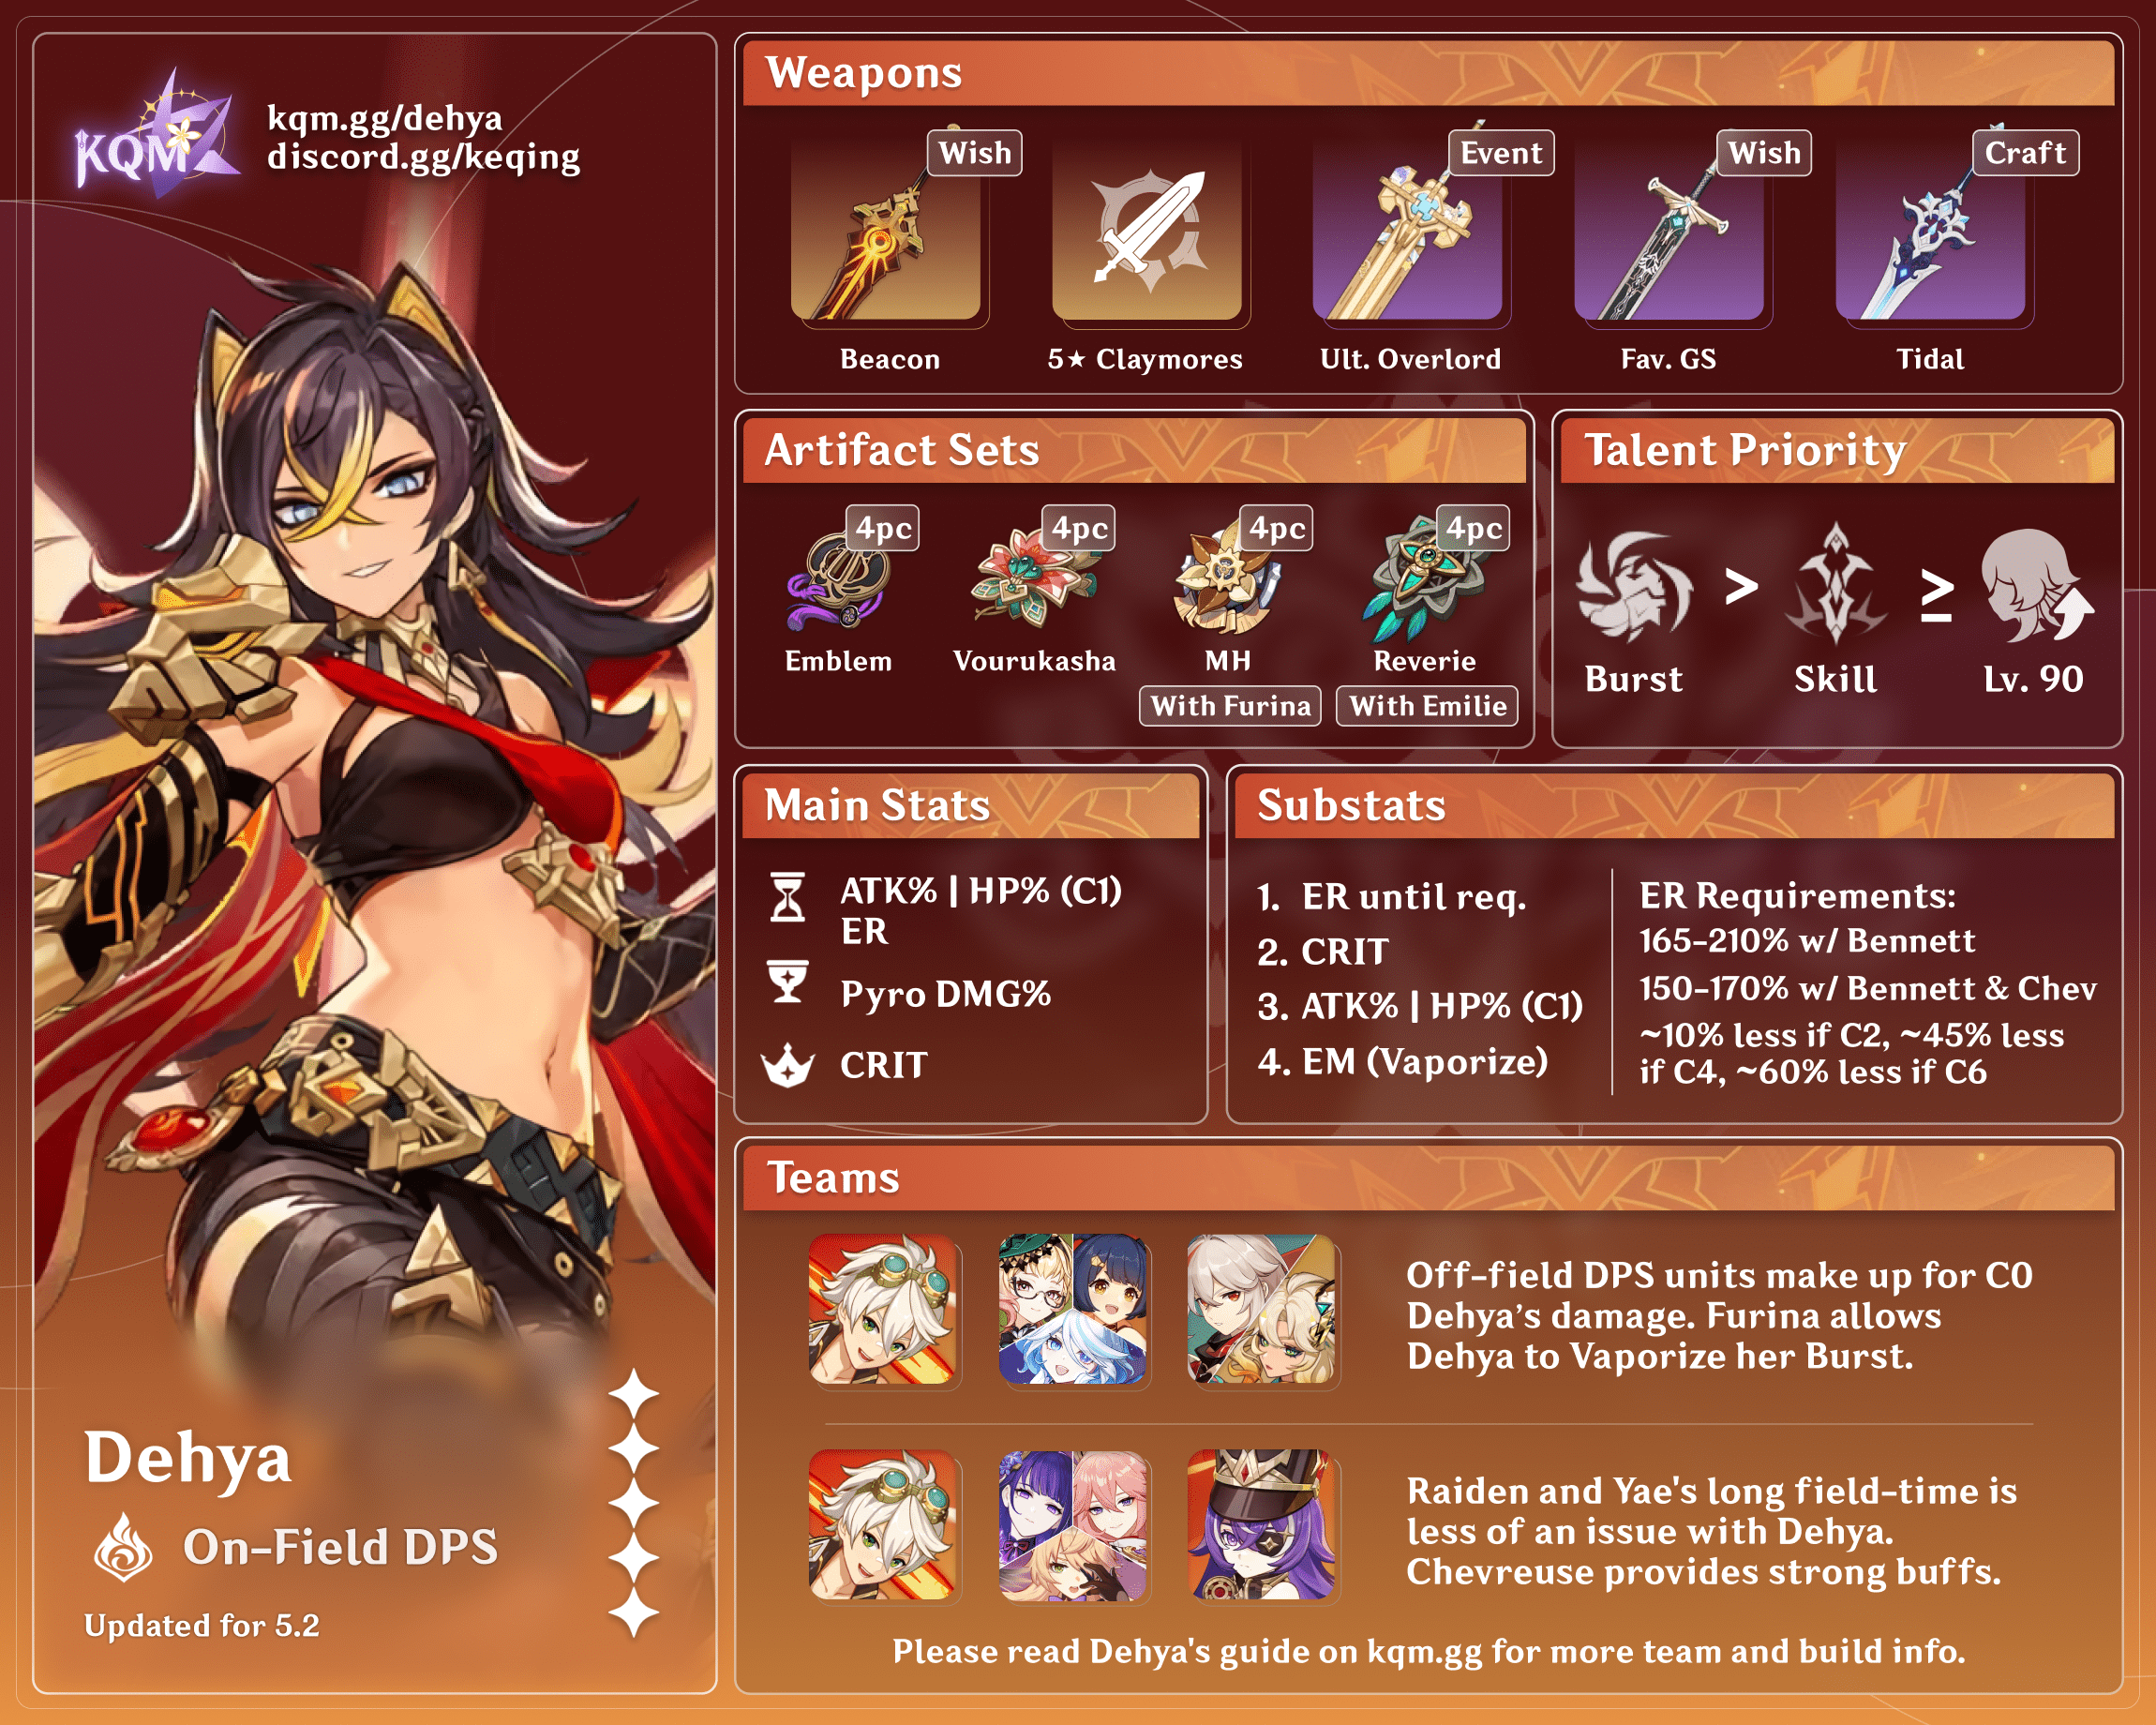 KQM
kqm.gg/dehya
discord.gg/keqing
Dehya
On-Field DPS
Updated for 5.2
Weapons
Wish
Event
Wish
Craft
Beacon
5★ Claymores
Ult. Overlord
Fav. GS
Tidal
Artifact Sets
4pc
4pc
4pc
4pc
Emblem
Vourukasha
MH
Reverie
With Furina
With Emilie
Talent Priority
> ≥
Burst
Skill
Lv. 90
Main Stats
ATK% | HP% (C1)
ER
Pyro DMG%
CRIT
Substats
1. ER until req.
2. CRIT
3. ATK% | HP% (C1)
4. EM (Vaporize)
ER Requirements:
165-210% w/ Bennett
150-170% w/ Bennett & Chev
~10% less if C2, ~45% less
if C4, ~60% less if C6
Teams
Off-field DPS units make up for C0
Dehya's damage. Furina allows
Dehya to Vaporize her Burst.
Raiden and Yae's long field-time is
less of an issue with Dehya.
Chevreuse provides strong buffs.
Please read Dehya's guide on kqm.gg for more team and build info.